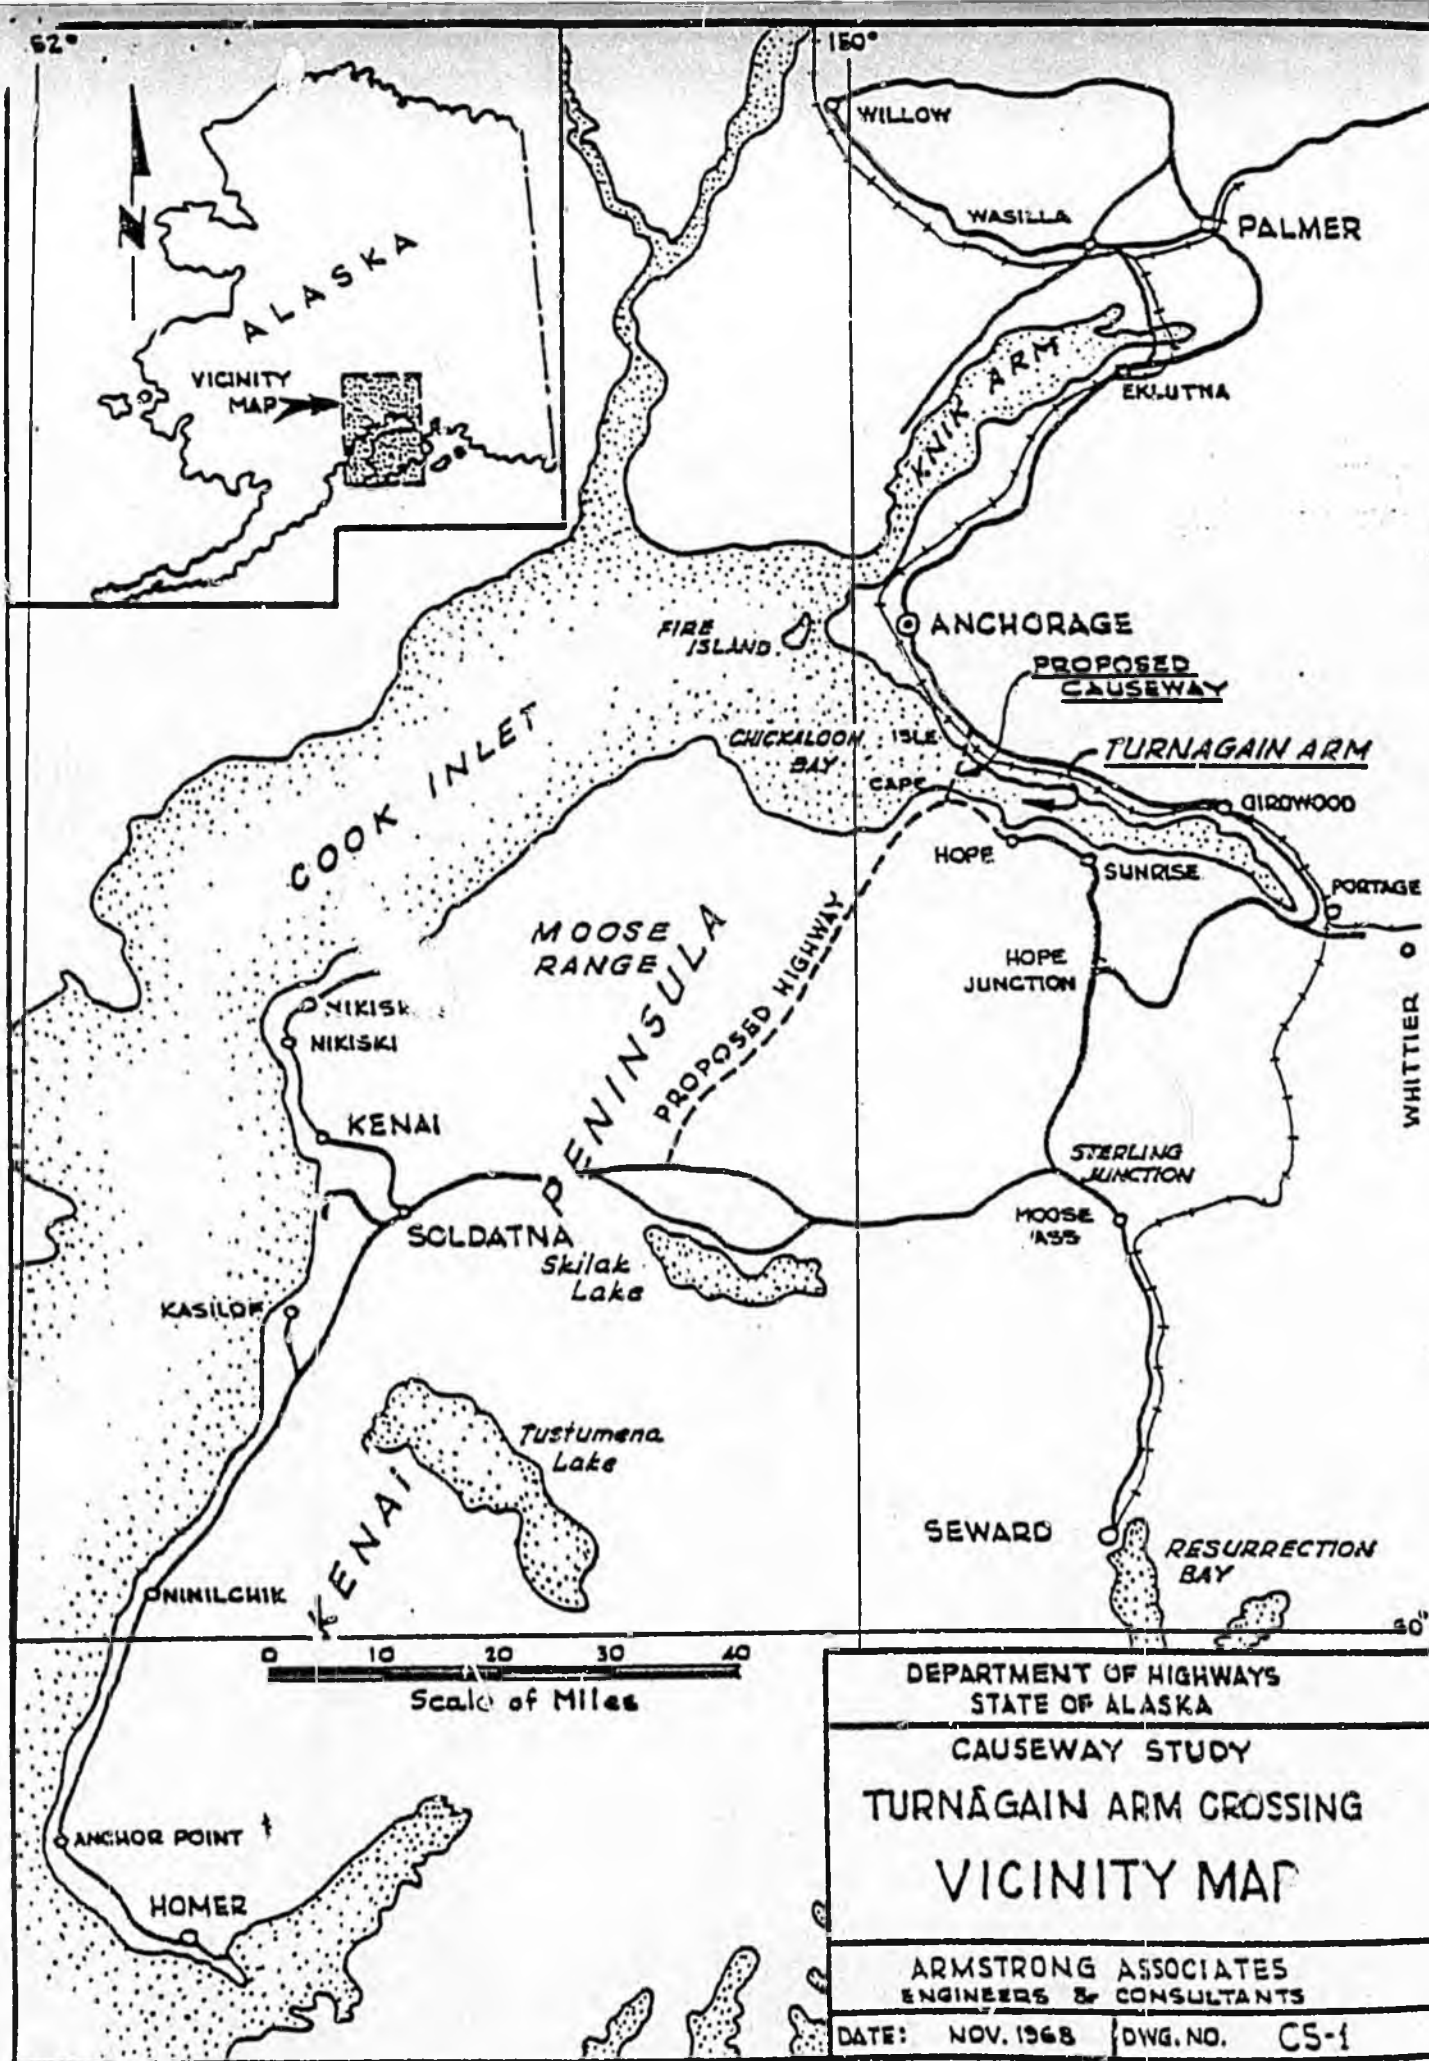 62°
150°
N
ALASKA
VICINITY
MAP
WILLOW
WASILLA
PALMER
KNIK ARM
EKLUTNA
FIRE
ISLAND
ANCHORAGE
PROPOSED
CAUSEWAY
COOK INLET
CHICKALOON
BAY
ISLE
TURNAGAIN ARM
CAPE
GIRDWOOD
HOPE
SUNRISE
PORTAGE
MOOSE
RANGE
PROPOSED HIGHWAY
HOPE
JUNCTION
WHITTIER
NIKISKI
KENAI
ENINSULA
STERLING
JUNCTION
MOOSE
ASS
SOLDATNA
Skilak
Lake
KASILOF
Tustumena
Lake
KENAI
SEWARD
RESURRECTION
BAY
NINILCHIK
60°
0 10 20 30 40
Scale of Miles
ANCHOR POINT
HOMER
DEPARTMENT OF HIGHWAYS
STATE OF ALASKA
CAUSEWAY STUDY
TURNAGAIN ARM CROSSING
VICINITY MAP
ARMSTRONG ASSOCIATES
ENGINEERS & CONSULTANTS
DATE: NOV. 1968 DWG. NO. CS-1